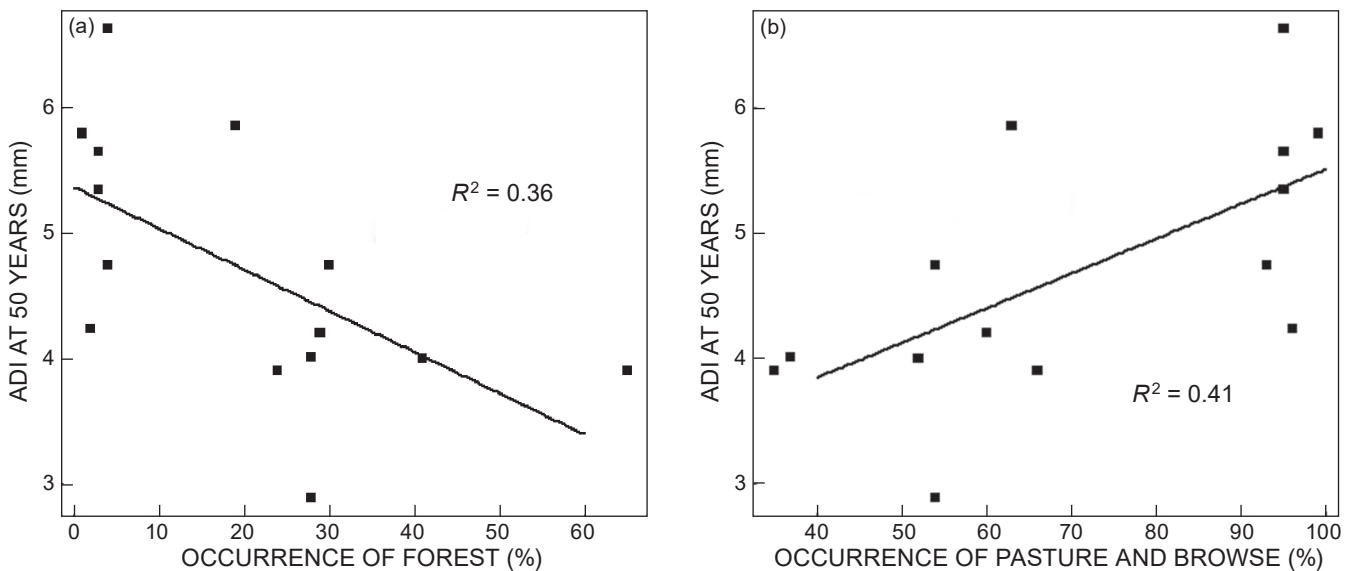 (a)
ADI AT 50 YEARS (mm)
6
5
4
3
R² = 0.36
0 10 20 30 40 50 60
OCCURRENCE OF FOREST (%)
(b)
ADI AT 50 YEARS (mm)
6
5
4
3
R² = 0.41
40 50 60 70 80 90 100
OCCURRENCE OF PASTURE AND BROWSE (%)